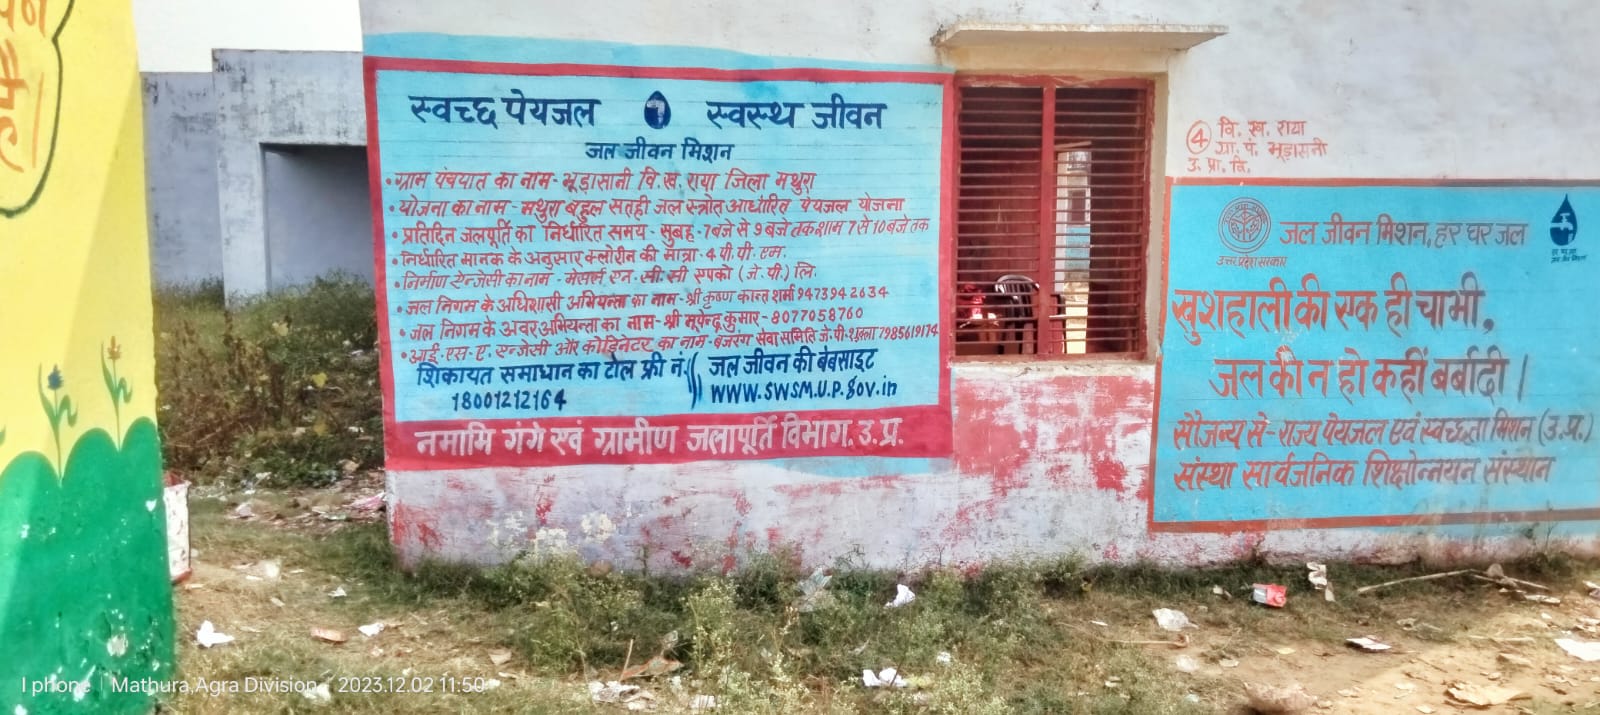 स्वच्छ पेयजल स्वस्थ जीवन
जल जीवन मिशन
• ग्राम पंचयात का नाम - भूड़ासानी वि.ख. राया जिला मथुरा
• योजना का नाम - मथुरा बहुल सतही जल स्त्रोत आधारित पेयजल योजना
• प्रतिदिन जलपूर्ति का निर्धारित समय - सुबह - 7 बजे से 9 बजे तक शाम 7 से 10 बजे तक
• निर्धारित मानक के अनुसार क्लोरीन की मात्रा - 4 पी.पी. एम.
• निर्माण ऐन्जेसी का नाम - मेसर्स एन. सी. सी एपको (जे. पी.) लि.
• जल निगम के अधिशासी अभियन्ता का नाम - श्री कृष्ण कान्त शर्मा 9473942634
• जल निगम के अवर अभियन्ता का नाम - श्री भूपेन्द्र कुमार - 8077058760
• आई. एस. ए. एन्जेसी और कोर्डिनेटर का नाम - बजरंग सेवा समिति जे. पी. शुक्ला 7985619174
शिकायत समाधान का टोल फ्री नं.
18001212164
जल जीवन की बेबसाइट
www.swsm.u.p.gov.in
नमामि गंगे एवं ग्रामीण जलापूर्ति विभाग. उ.प्र.
4 वि. ख. राया
ग्रा. पं. भूड़ासानी
उ. प्रा. वि.
उत्तर प्रदेश सरकार
जल जीवन मिशन, हर घर जल
खुशहाली की एक ही चाभी,
जल की न हो कहीं बर्बादी।
सौजन्य से - राज्य पेयजल एवं स्वच्छता मिशन (उ.प्र.)
संस्था सार्वजनिक शिक्षोन्नयन संस्थान
I phone | Mathura,Agra Division | 2023.12.02 11:50